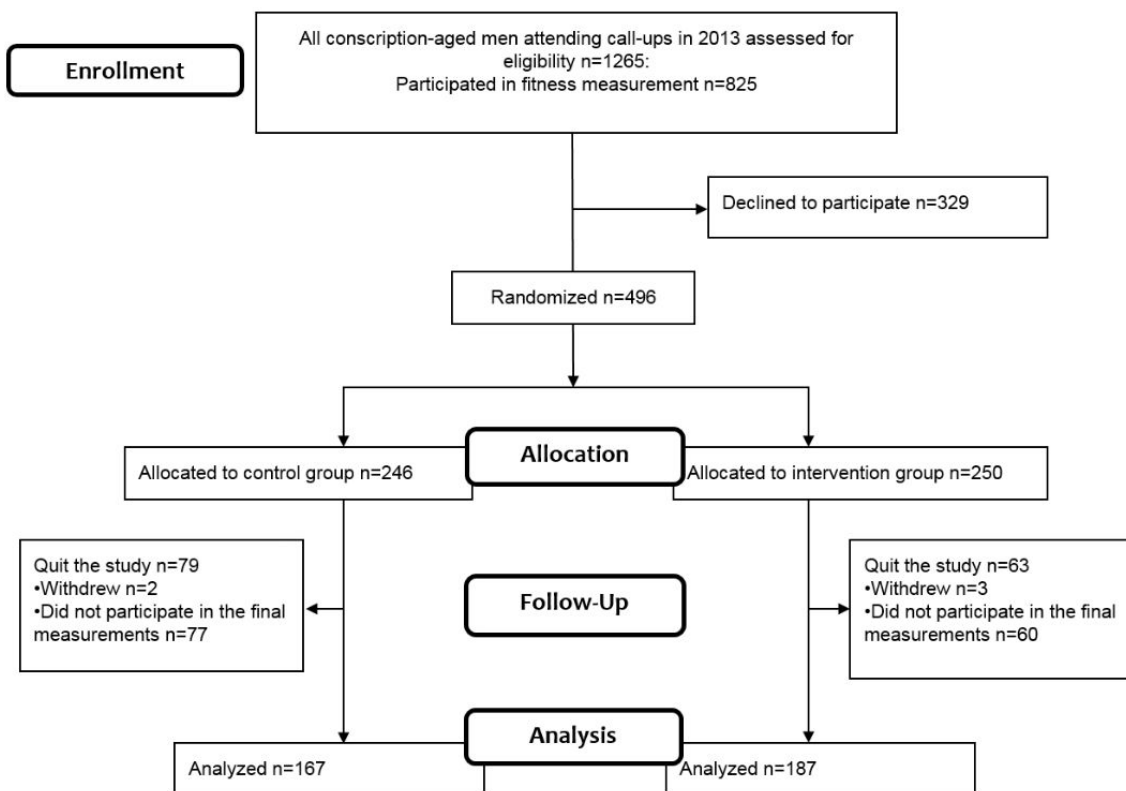 Enrollment
All conscription-aged men attending call-ups in 2013 assessed for
eligibility n=1265:
Participated in fitness measurement n=825
Declined to participate n=329
Randomized n=496
Allocation
Allocated to control group n=246
Allocated to intervention group n=250
Quit the study n=79
•Withdrew n=2
•Did not participate in the final
measurements n=77
Follow-Up
Quit the study n=63
•Withdrew n=3
•Did not participate in the final
measurements n=60
Analysis
Analyzed n=167
Analyzed n=187